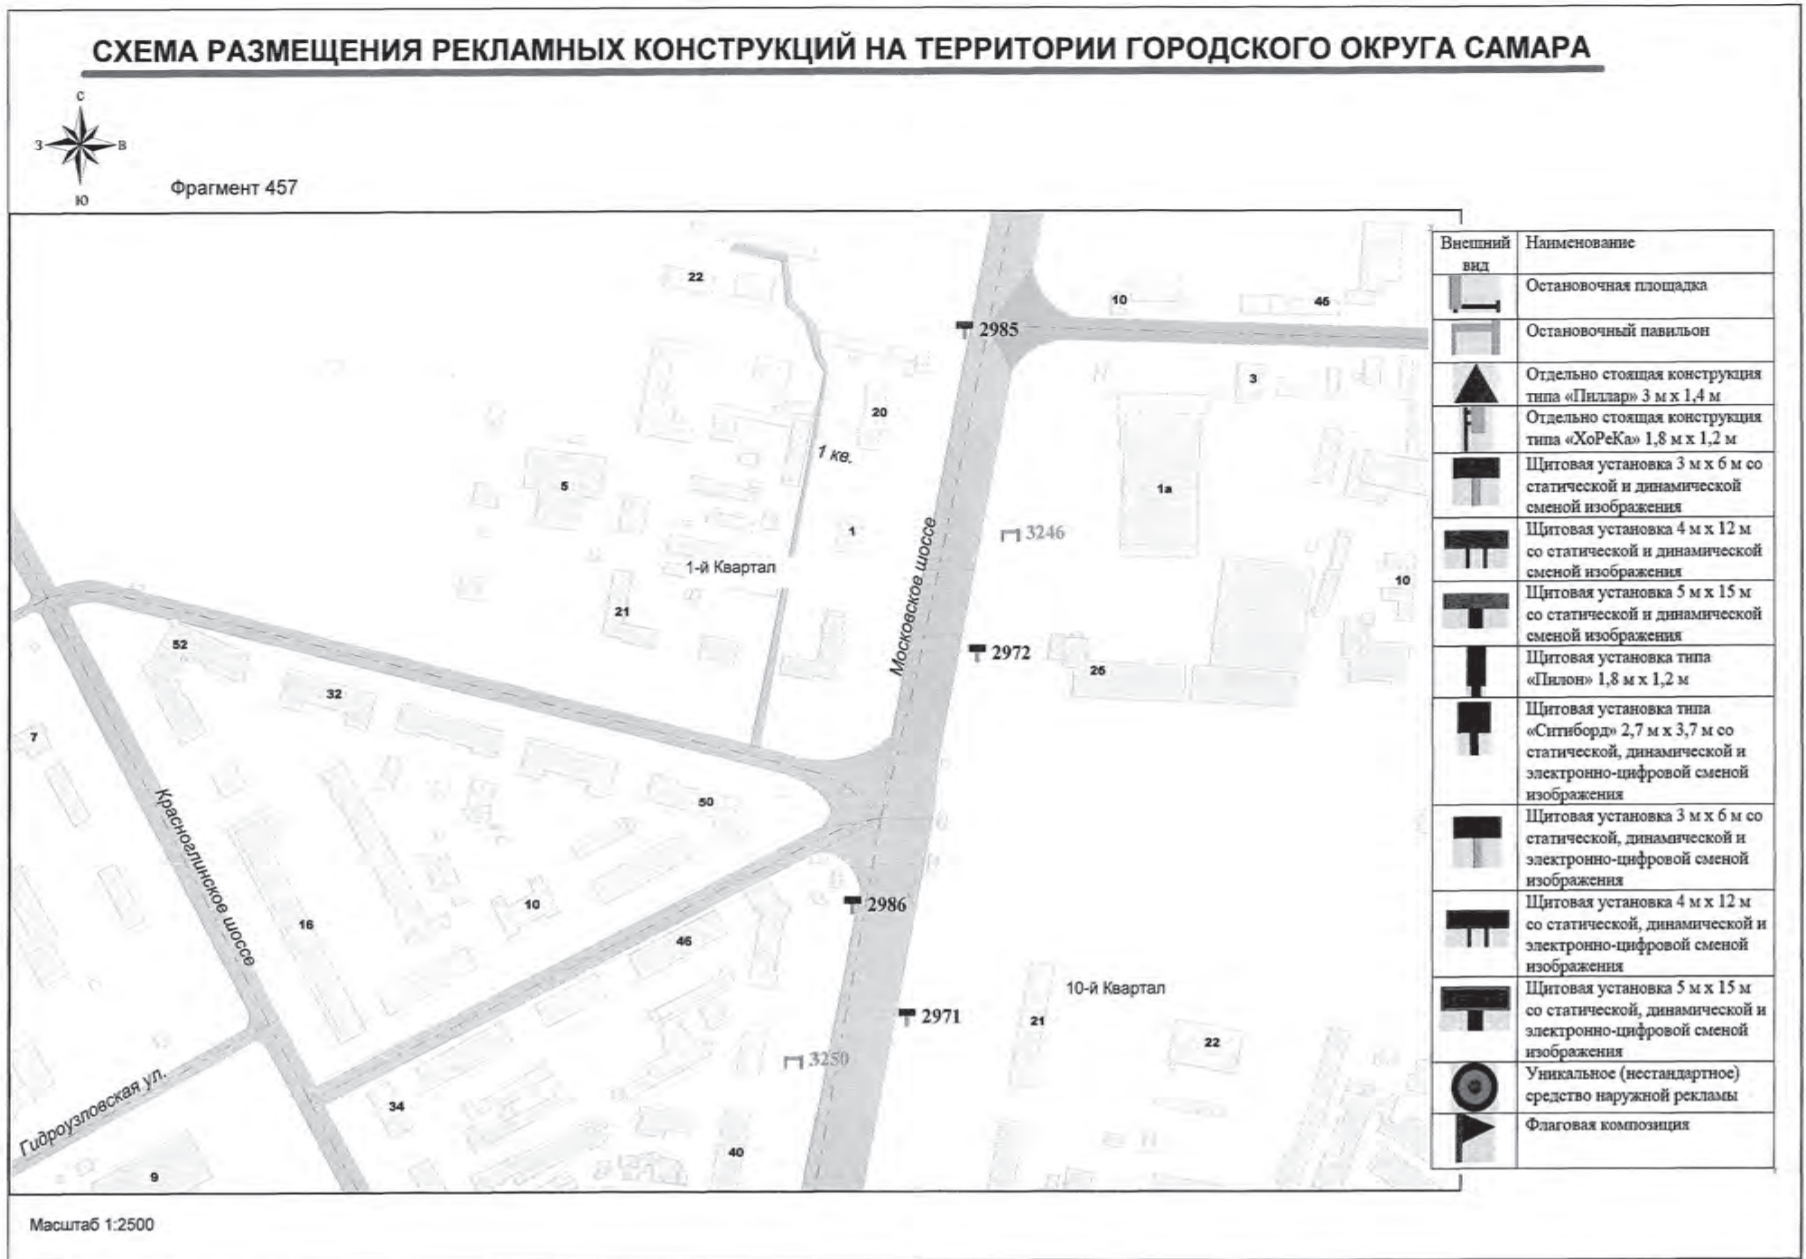 СХЕМА РАЗМЕЩЕНИЯ РЕКЛАМНЫХ КОНСТРУКЦИЙ НА ТЕРРИТОРИИ ГОРОДСКОГО ОКРУГА САМАРА
С
З
В
Ю
Фрагмент 457
22
10
46
2985
3
20
1 кв.
5
1а
1
3246
1-й Квартал
Московское шоссе
10
21
52
2972
26
32
7
50
Красноглинское шоссе
10
2986
16
46
10-й Квартал
2971
21
22
3250
34
Гидроузловская ул.
40
9
Внешний вид
Наименование
Остановочная площадка
Остановочный павильон
Отдельно стоящая конструкция
типа «Пиллар» 3 м х 1,4 м
Отдельно стоящая конструкция
типа «ХоРеКа» 1,8 м х 1,2 м
Щитовая установка 3 м х 6 м со
статической и динамической
сменой изображения
Щитовая установка 4 м х 12 м
со статической и динамической
сменой изображения
Щитовая установка 5 м х 15 м
со статической и динамической
сменой изображения
Щитовая установка типа
«Пилон» 1,8 м х 1,2 м
Щитовая установка типа
«Ситиборд» 2,7 м х 3,7 м со
статической, динамической и
электронно-цифровой сменой
изображения
Щитовая установка 3 м х 6 м со
статической, динамической и
электронно-цифровой сменой
изображения
Щитовая установка 4 м х 12 м
со статической, динамической и
электронно-цифровой сменой
изображения
Щитовая установка 5 м х 15 м
со статической, динамической и
электронно-цифровой сменой
изображения
Уникальное (нестандартное)
средство наружной рекламы
Флаговая композиция
Масштаб 1:2500